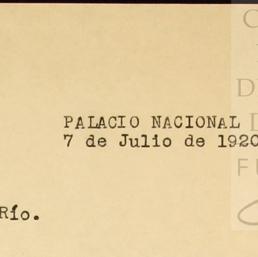 PALACIO NACIONAL
7 de Julio de 1920
Río.